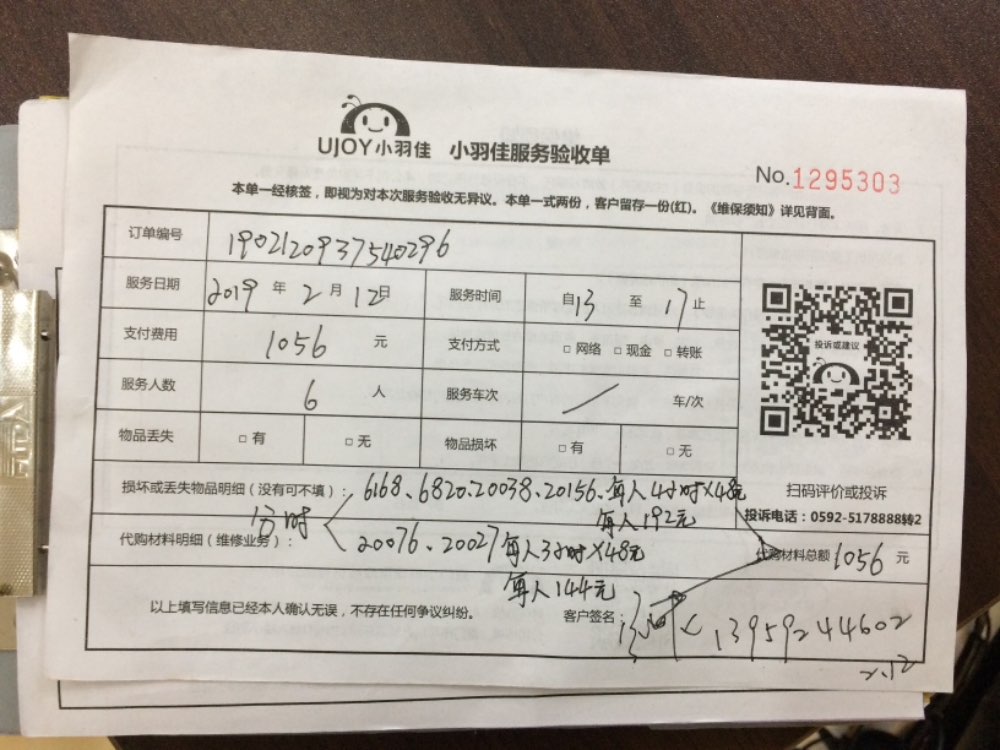 UJOY小羽佳 小羽佳服务验收单
No.1295303
本单一经核签，即视为对本次服务验收无异议。本单一式两份，客户留存一份(红)。《维保须知》详见背面。
订单编号 1902120937540296
服务日期 2019 年 2 月 12 日 服务时间 自13 至 17止
支付费用 1056 元 支付方式 □ 网络 □ 现金 □ 转账
服务人数 6 人 服务车次 / 车/次
物品丢失 □ 有 □ 无 物品损坏 □ 有 □ 无
投诉或建议
扫码评价或投诉
投诉电话：0592-5178888转2
损坏或丢失物品明细（没有可不填）：6168、6820、20038、20156、每人4小时×48元
每人192元
代购材料明细（维修业务）：20076、20027每人3小时×48元
每人144元
代购材料总额 1056 元
以上填写信息已经本人确认无误，不存在任何争议纠纷。 客户签名： 13959244602
2.12